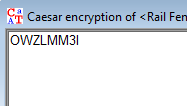 Caesar encryption of <Rail Fen
OWZLMM3I